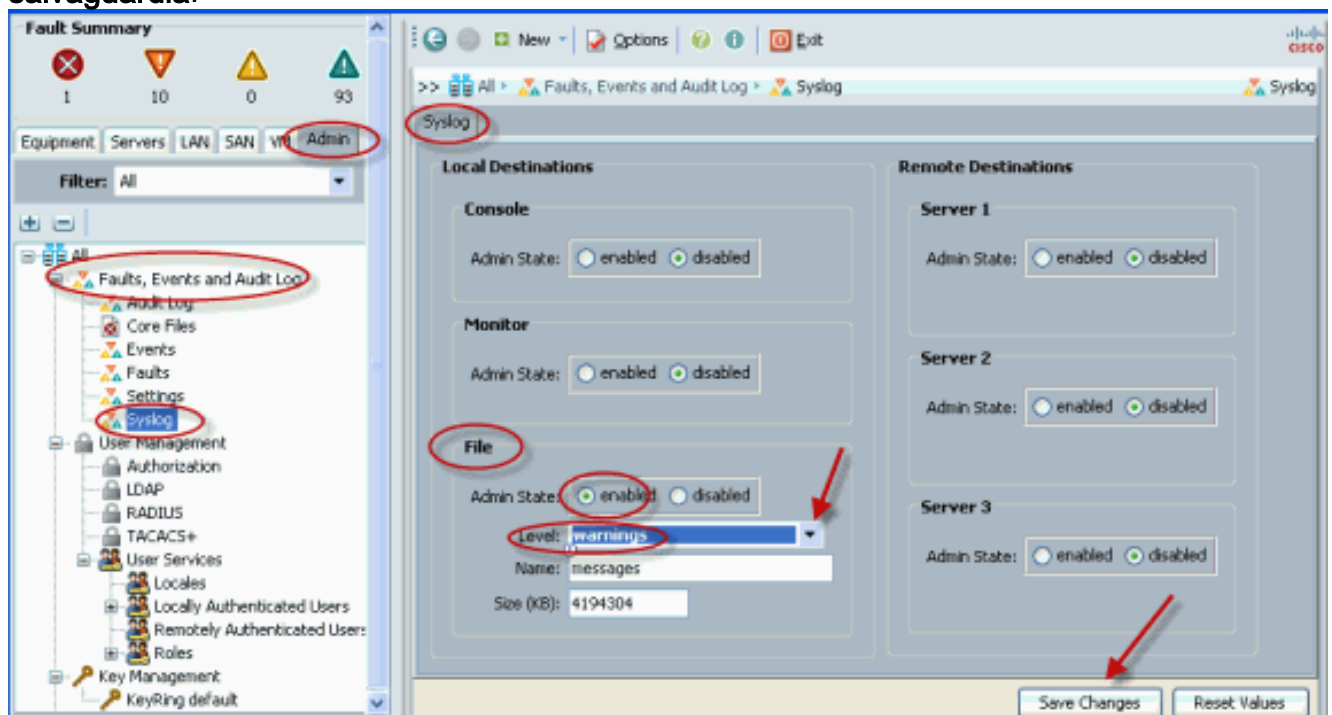 salvaguardia.
Fault Summary
1 10 0 93
Equipment Servers LAN SAN VM Admin
Filter: All
All
Faults, Events and Audit Log
Audit Log
Core Files
Events
Faults
Settings
Syslog
User Management
Authorization
LDAP
RADIUS
TACACS+
User Services
Locales
Locally Authenticated Users
Remotely Authenticated User:
Roles
Key Management
KeyRing default
New Options Exit
CISCO
>> All Faults, Events and Audit Log Syslog
Syslog
Syslog
Local Destinations
Console
Admin State: enabled disabled
Monitor
Admin State: enabled disabled
File
Admin State: enabled disabled
Level: warnings
Name: messages
Size (KB): 4194304
Remote Destinations
Server 1
Admin State: enabled disabled
Server 2
Admin State: enabled disabled
Server 3
Admin State: enabled disabled
Save Changes Reset Values